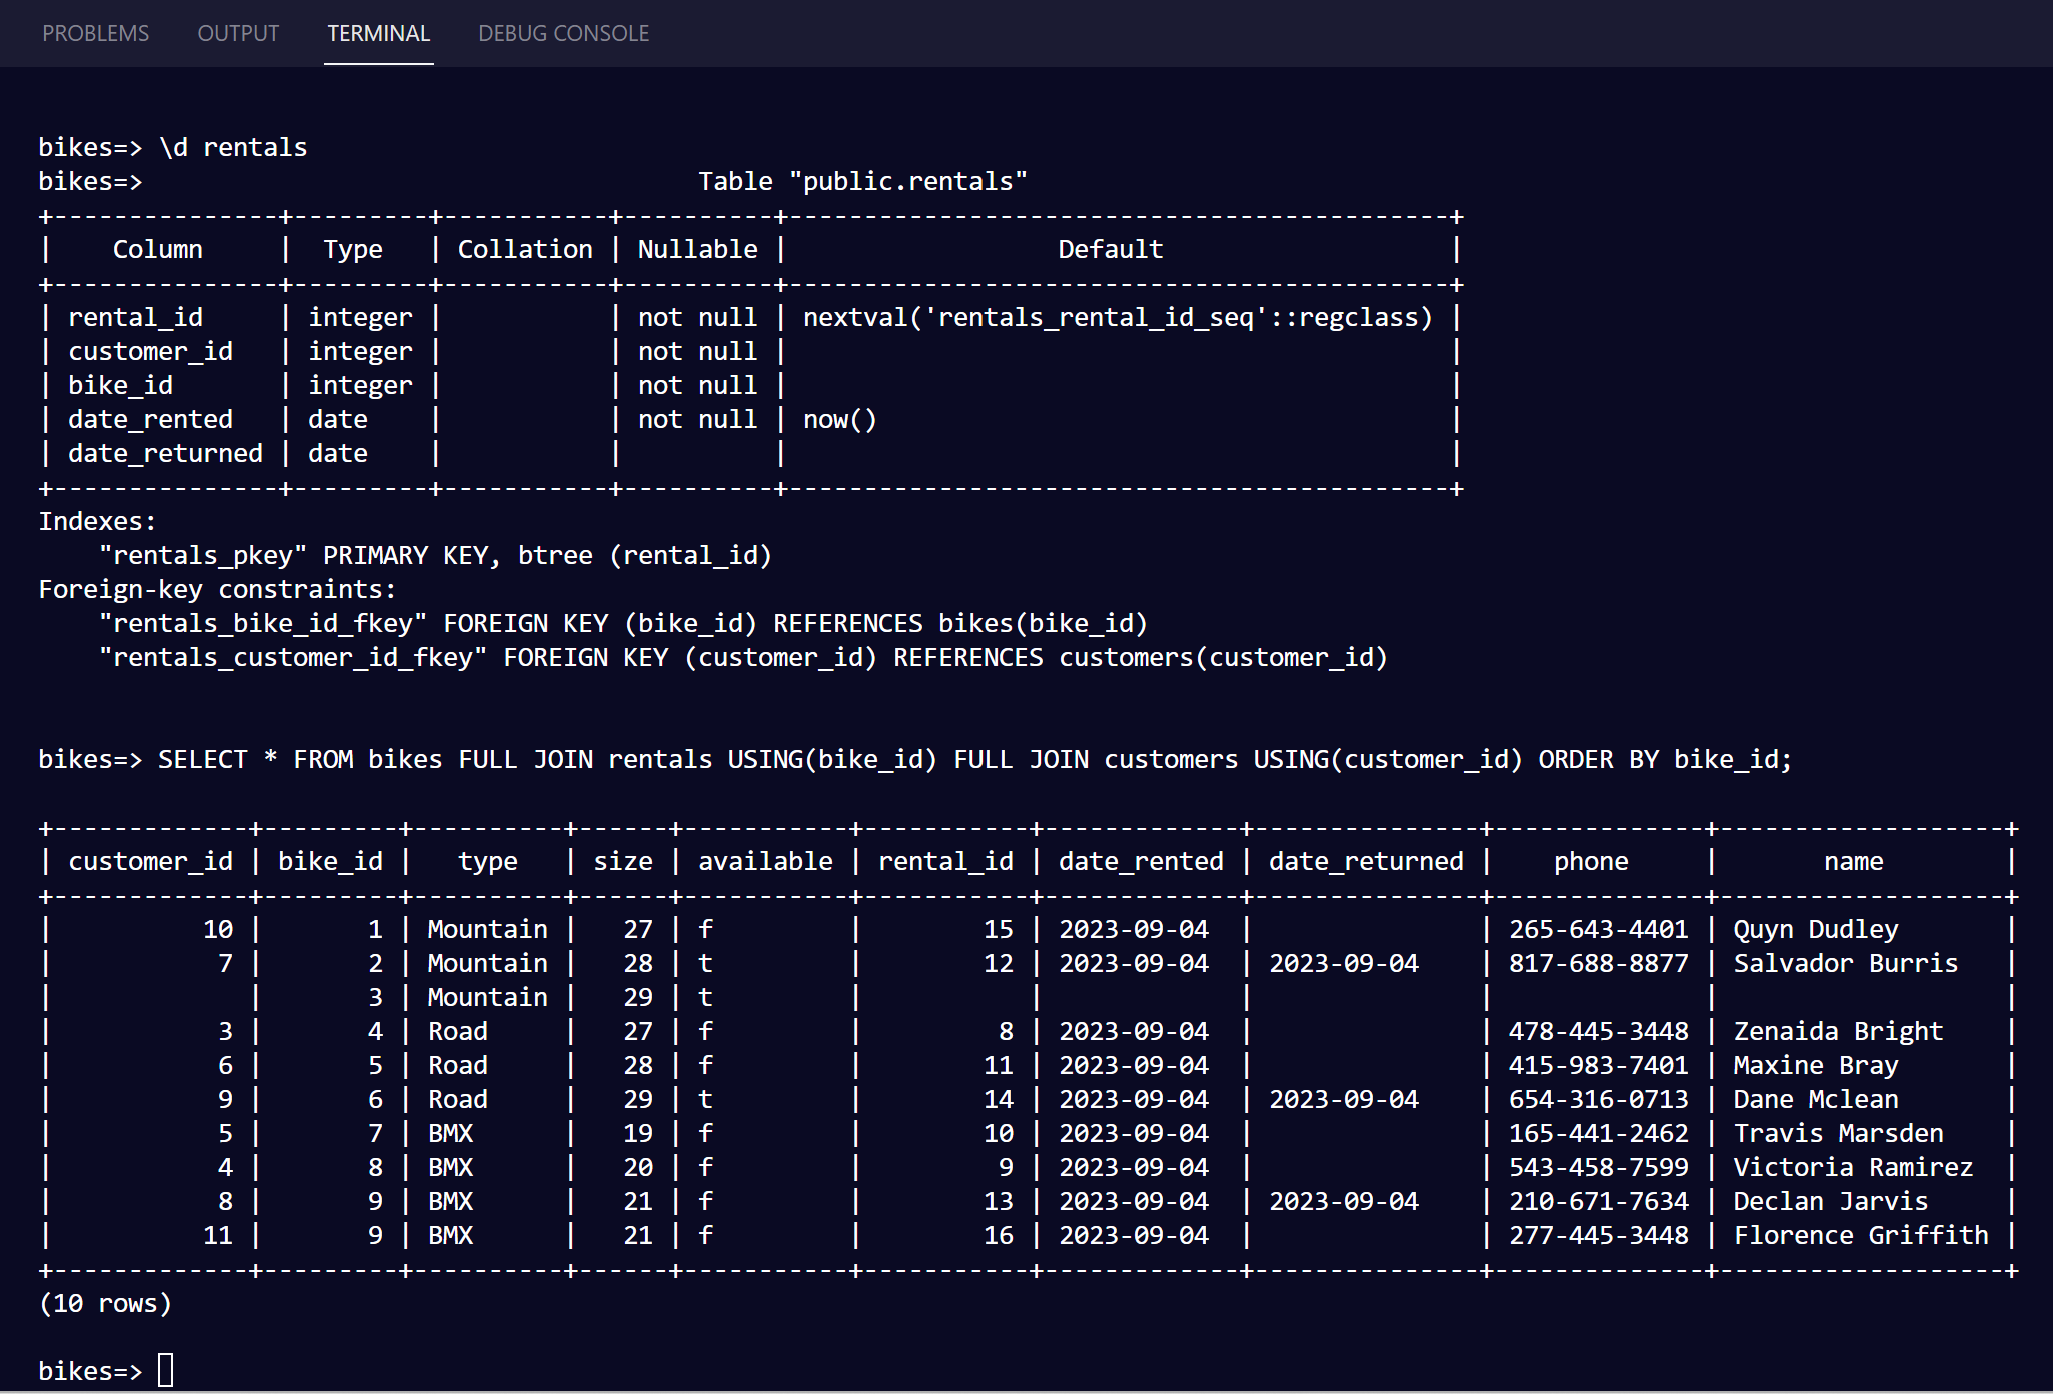 PROBLEMS OUTPUT TERMINAL DEBUG CONSOLE
bikes=> \d rentals
bikes=>                                     Table "public.rentals"
+---------------+---------+-----------+----------+--------------------------------------------+
|    Column     |  Type   | Collation | Nullable |                  Default                   |
+---------------+---------+-----------+----------+--------------------------------------------+
| rental_id     | integer |           | not null | nextval('rentals_rental_id_seq'::regclass) |
| customer_id   | integer |           | not null |                                            |
| bike_id       | integer |           | not null |                                            |
| date_rented   | date    |           | not null | now()                                      |
| date_returned | date    |           |          |                                            |
+---------------+---------+-----------+----------+--------------------------------------------+
Indexes:
    "rentals_pkey" PRIMARY KEY, btree (rental_id)
Foreign-key constraints:
    "rentals_bike_id_fkey" FOREIGN KEY (bike_id) REFERENCES bikes(bike_id)
    "rentals_customer_id_fkey" FOREIGN KEY (customer_id) REFERENCES customers(customer_id)
bikes=> SELECT * FROM bikes FULL JOIN rentals USING(bike_id) FULL JOIN customers USING(customer_id) ORDER BY bike_id;
+-------------+---------+----------+------+-----------+-----------+-------------+---------------+--------------+-------------------+
| customer_id | bike_id |   type   | size | available | rental_id | date_rented | date_returned |    phone     |       name        |
+-------------+---------+----------+------+-----------+-----------+-------------+---------------+--------------+-------------------+
|          10 |       1 | Mountain |   27 | f         |        15 | 2023-09-04  |               | 265-643-4401 | Quyn Dudley       |
|           7 |       2 | Mountain |   28 | t         |        12 | 2023-09-04  | 2023-09-04    | 817-688-8877 | Salvador Burris   |
|             |       3 | Mountain |   29 | t         |           |             |               |              |                   |
|           3 |       4 | Road     |   27 | f         |         8 | 2023-09-04  |               | 478-445-3448 | Zenaida Bright    |
|           6 |       5 | Road     |   28 | f         |        11 | 2023-09-04  |               | 415-983-7401 | Maxine Bray       |
|           9 |       6 | Road     |   29 | t         |        14 | 2023-09-04  | 2023-09-04    | 654-316-0713 | Dane Mclean       |
|           5 |       7 | BMX      |   19 | f         |        10 | 2023-09-04  |               | 165-441-2462 | Travis Marsden    |
|           4 |       8 | BMX      |   20 | f         |         9 | 2023-09-04  |               | 543-458-7599 | Victoria Ramirez  |
|           8 |       9 | BMX      |   21 | f         |        13 | 2023-09-04  | 2023-09-04    | 210-671-7634 | Declan Jarvis     |
|          11 |       9 | BMX      |   21 | f         |        16 | 2023-09-04  |               | 277-445-3448 | Florence Griffith |
+-------------+---------+----------+------+-----------+-----------+-------------+---------------+--------------+-------------------+
(10 rows)
bikes=>